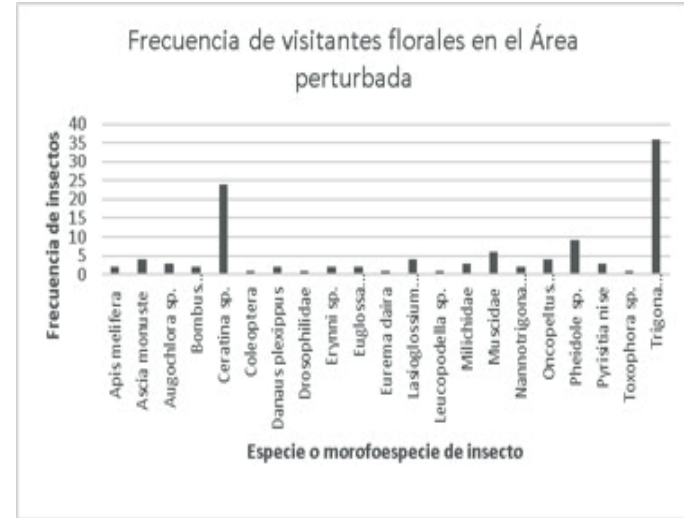 Frecuencia de visitantes florales en el Área
perturbada
Frecuencia de insectos
40
35
30
25
20
15
10
5
0
Apis melifera
Ascia monuste
Augochlora sp.
Bombus...
Ceratina sp.
Coleoptera
Danaus plexippus
Drosophilidae
Erynni sp.
Euglossa...
Eurema daira
Lasioglossium...
Leucopodella sp.
Milichidae
Muscidae
Nannotrigona...
Oncopeltus...
Pheidole sp.
Pyrisitia nise
Toxophora sp.
Trigona...
Especie o morofoespecie de insecto